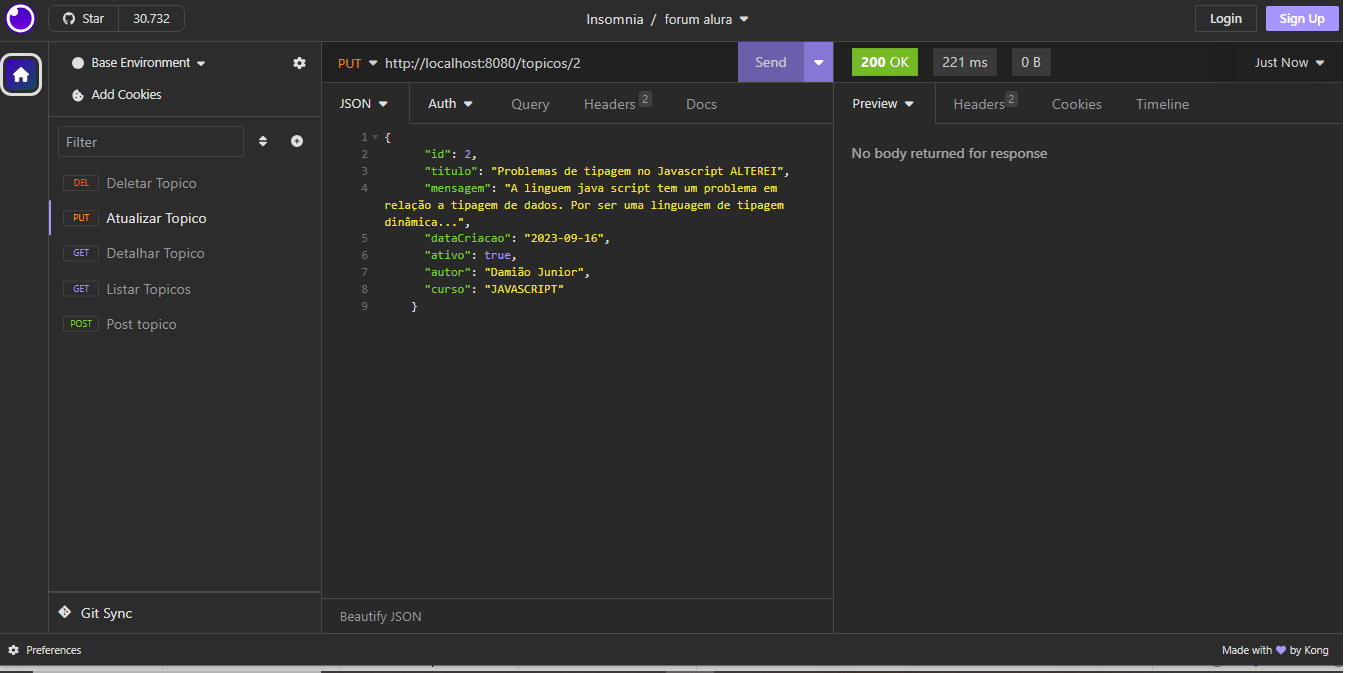 Star 30.732 Insomnia / forum alura Login Sign Up
Base Environment
Add Cookies
Filter
DEL Deletar Topico
PUT Atualizar Topico
GET Detalhar Topico
GET Listar Topicos
POST Post topico
Git Sync
PUT http://localhost:8080/topicos/2 Send
JSON Auth Query Headers 2 Docs
1 {
2 "id": 2,
3 "titulo": "Problemas de tipagem no Javascript ALTEREI",
4 "mensagem": "A linguem java script tem um problema em
relação a tipagem de dados. Por ser uma linguagem de tipagem
dinâmica...",
5 "dataCriacao": "2023-09-16",
6 "ativo": true,
7 "autor": "Damião Junior",
8 "curso": "JAVASCRIPT"
9 }
Beautify JSON
200 OK 221 ms 0 B Just Now
Preview Headers 2 Cookies Timeline
No body returned for response
Preferences Made with by Kong